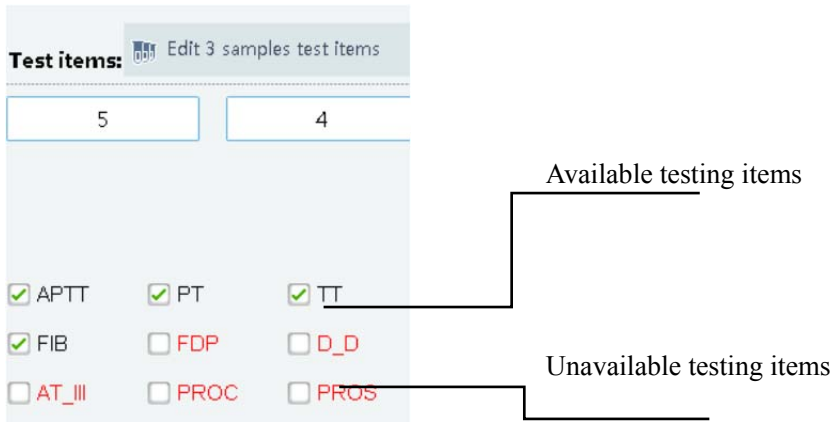 Test items: Edit 3 samples test items
5 4
Available testing items
APTT PT TT
FIB FDP D_D
Unavailable testing items
AT_III PROC PROS